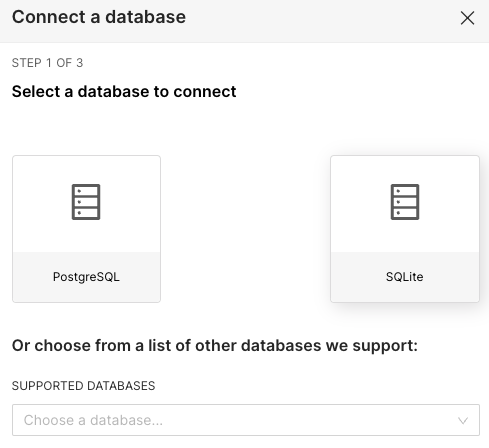 Connect a database
STEP 1 OF 3
Select a database to connect
PostgreSQL
SQLite
Or choose from a list of other databases we support:
SUPPORTED DATABASES
Choose a database...